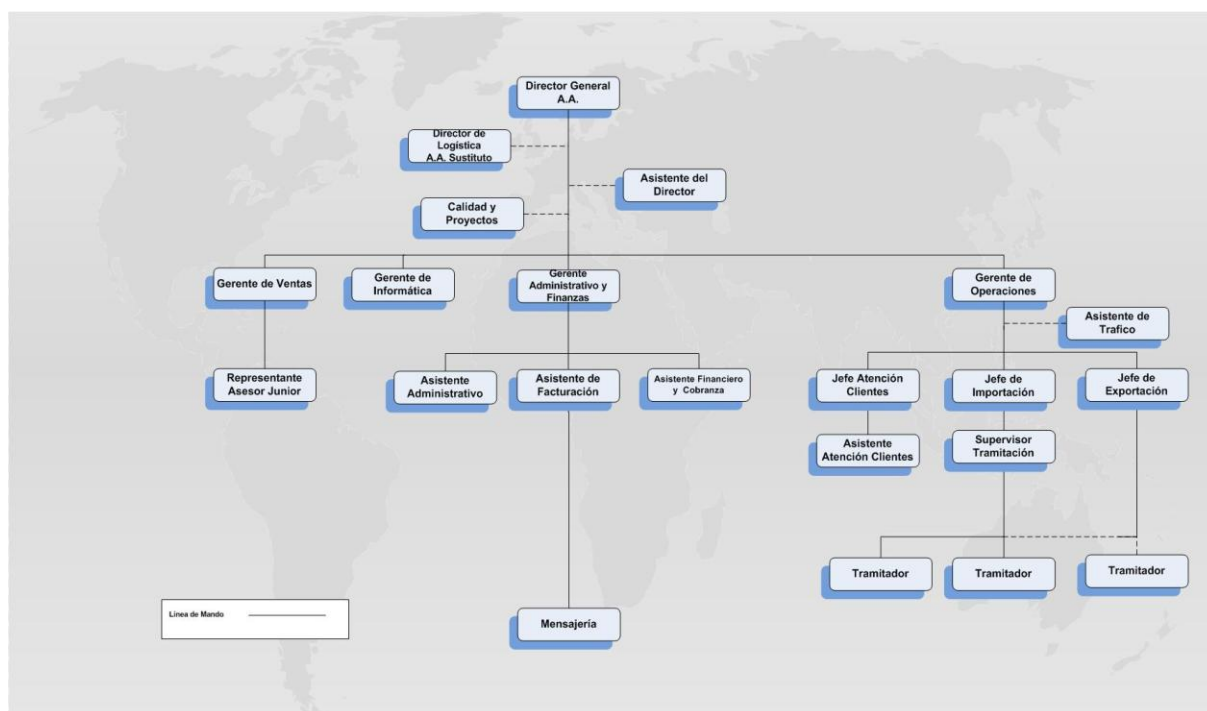 Director General
A.A.
Director de
Logística
A.A. Sustituto
Asistente del
Director
Calidad y
Proyectos
Gerente de Ventas
Gerente de
Informática
Gerente
Administrativo y
Finanzas
Gerente de
Operaciones
Asistente de
Trafico
Representante
Asesor Junior
Asistente
Administrativo
Asistente de
Facturación
Asistente Financiero
y Cobranza
Jefe Atención
Clientes
Jefe de
Importación
Jefe de
Exportación
Asistente
Atención Clientes
Supervisor
Tramitación
Tramitador
Tramitador
Tramitador
Línea de Mando
Mensajería